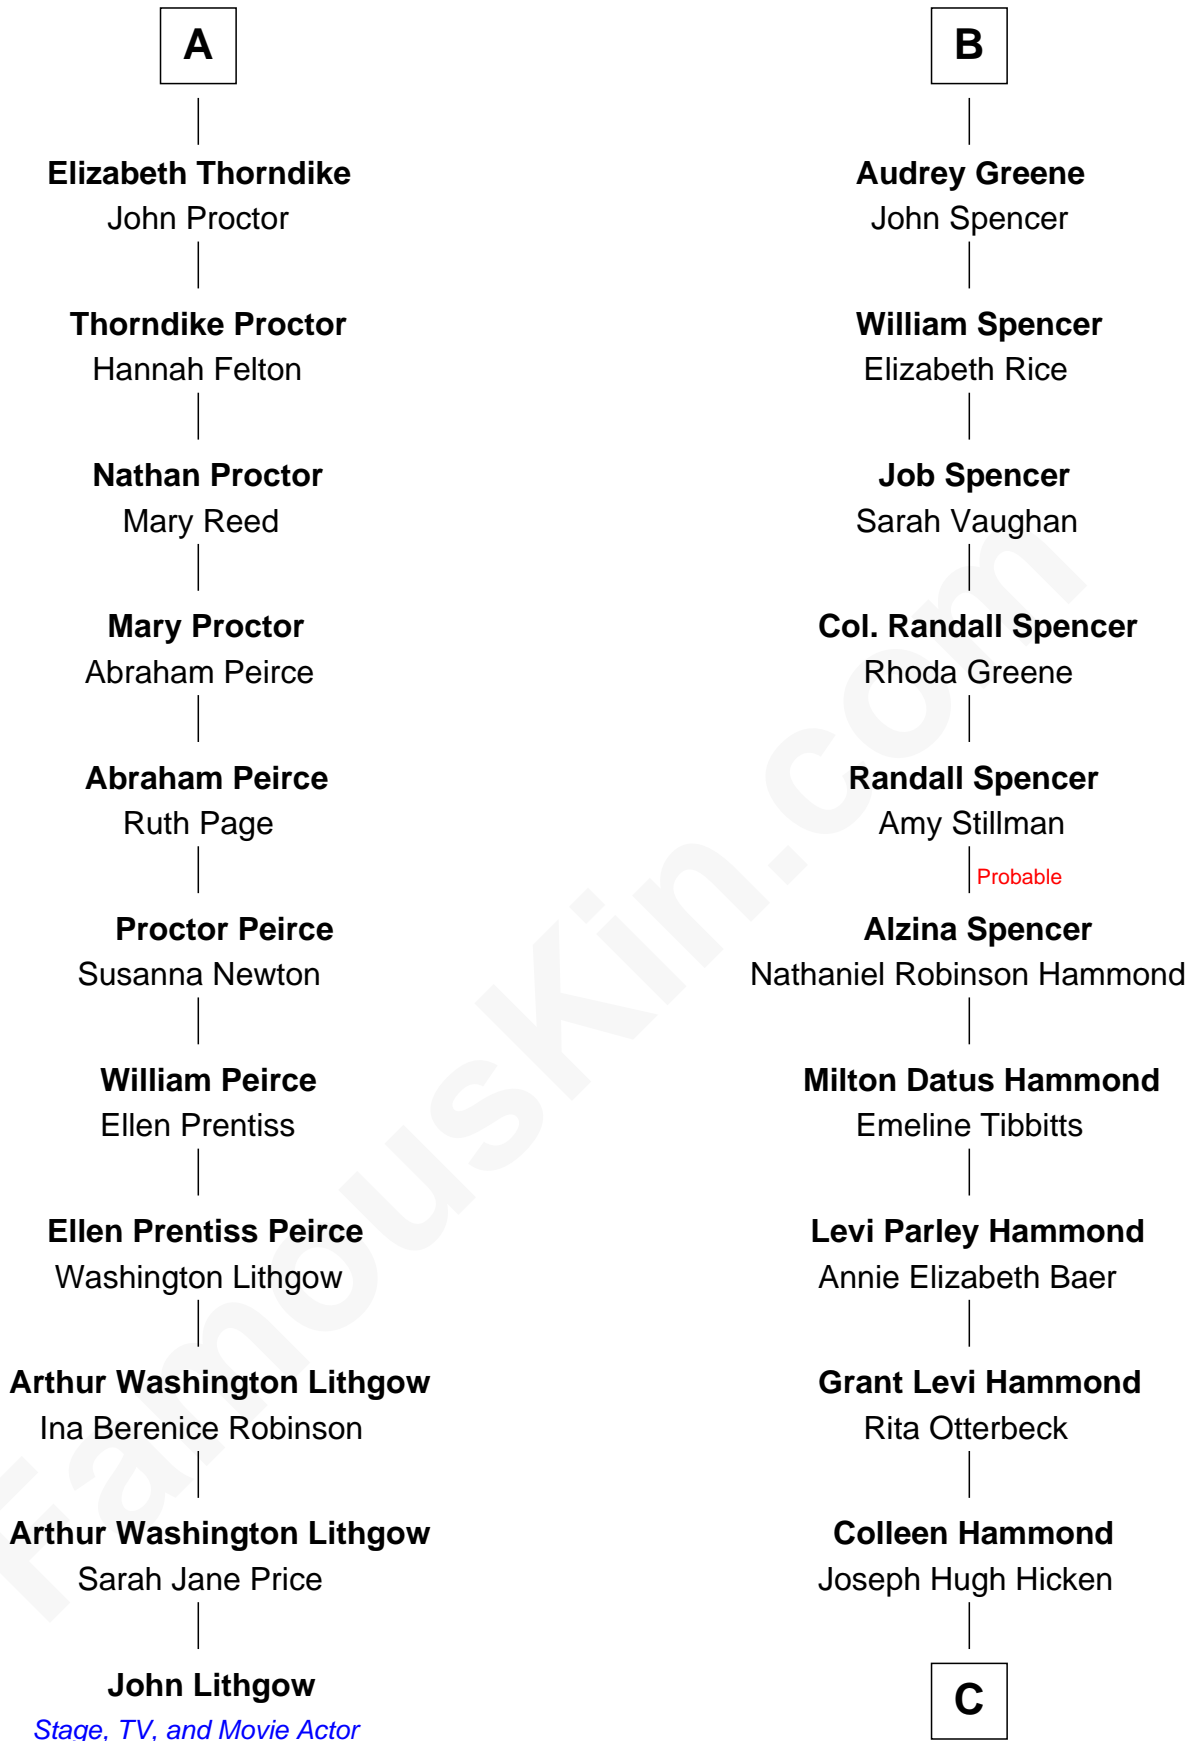 A
Elizabeth Thorndike
John Proctor
Thorndike Proctor
Hannah Felton
Nathan Proctor
Mary Reed
Mary Proctor
Abraham Peirce
Abraham Peirce
Ruth Page
Proctor Peirce
Susanna Newton
William Peirce
Ellen Prentiss
Ellen Prentiss Peirce
Washington Lithgow
Arthur Washington Lithgow
Ina Berenice Robinson
Arthur Washington Lithgow
Sarah Jane Price
John Lithgow
Stage, TV, and Movie Actor
B
Audrey Greene
John Spencer
William Spencer
Elizabeth Rice
Job Spencer
Sarah Vaughan
Col. Randall Spencer
Rhoda Greene
Randall Spencer
Amy Stillman
Probable
Alzina Spencer
Nathaniel Robinson Hammond
Milton Datus Hammond
Emeline Tibbitts
Levi Parley Hammond
Annie Elizabeth Baer
Grant Levi Hammond
Rita Otterbeck
Colleen Hammond
Joseph Hugh Hicken
C
FamousKin.com